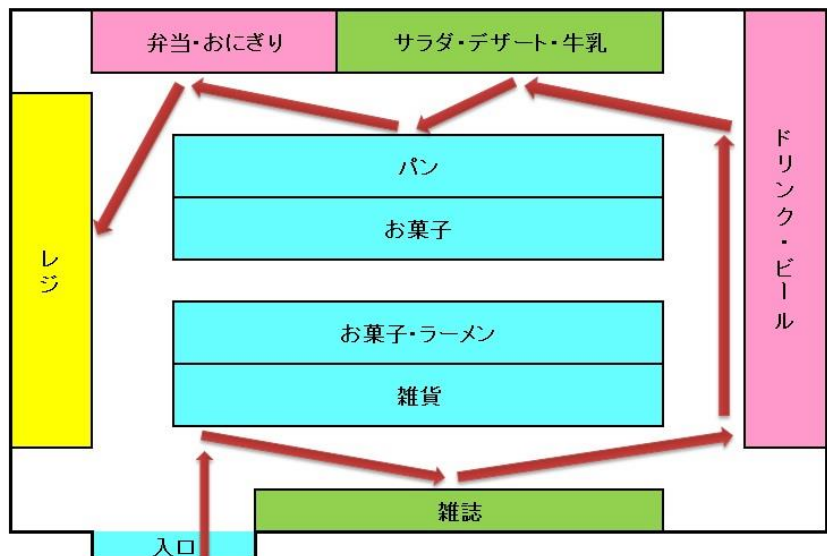 弁当・おにぎり
サラダ・デザート・牛乳
ドリンク・ビール
パン
お菓子
レジ
お菓子・ラーメン
雑貨
雑誌
入口